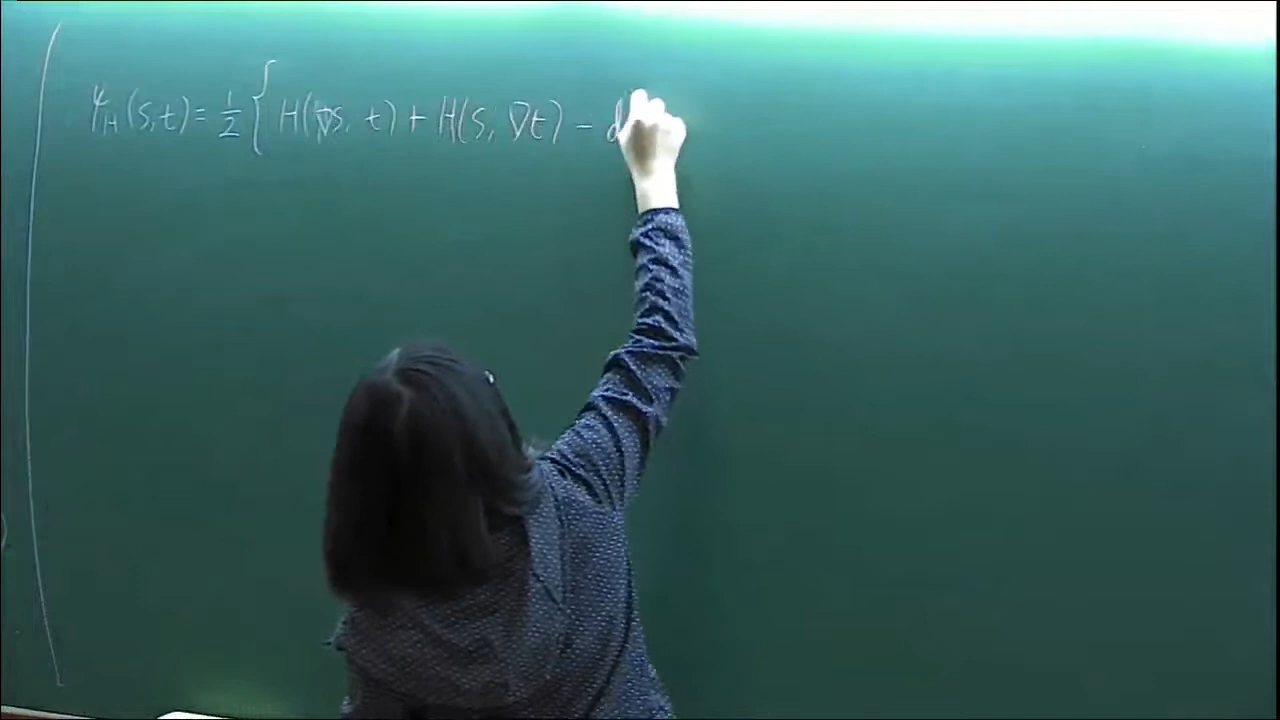 Ψ_H(s,t) = 1/2 { H(∇s, t) + H(s, ∇t) − d